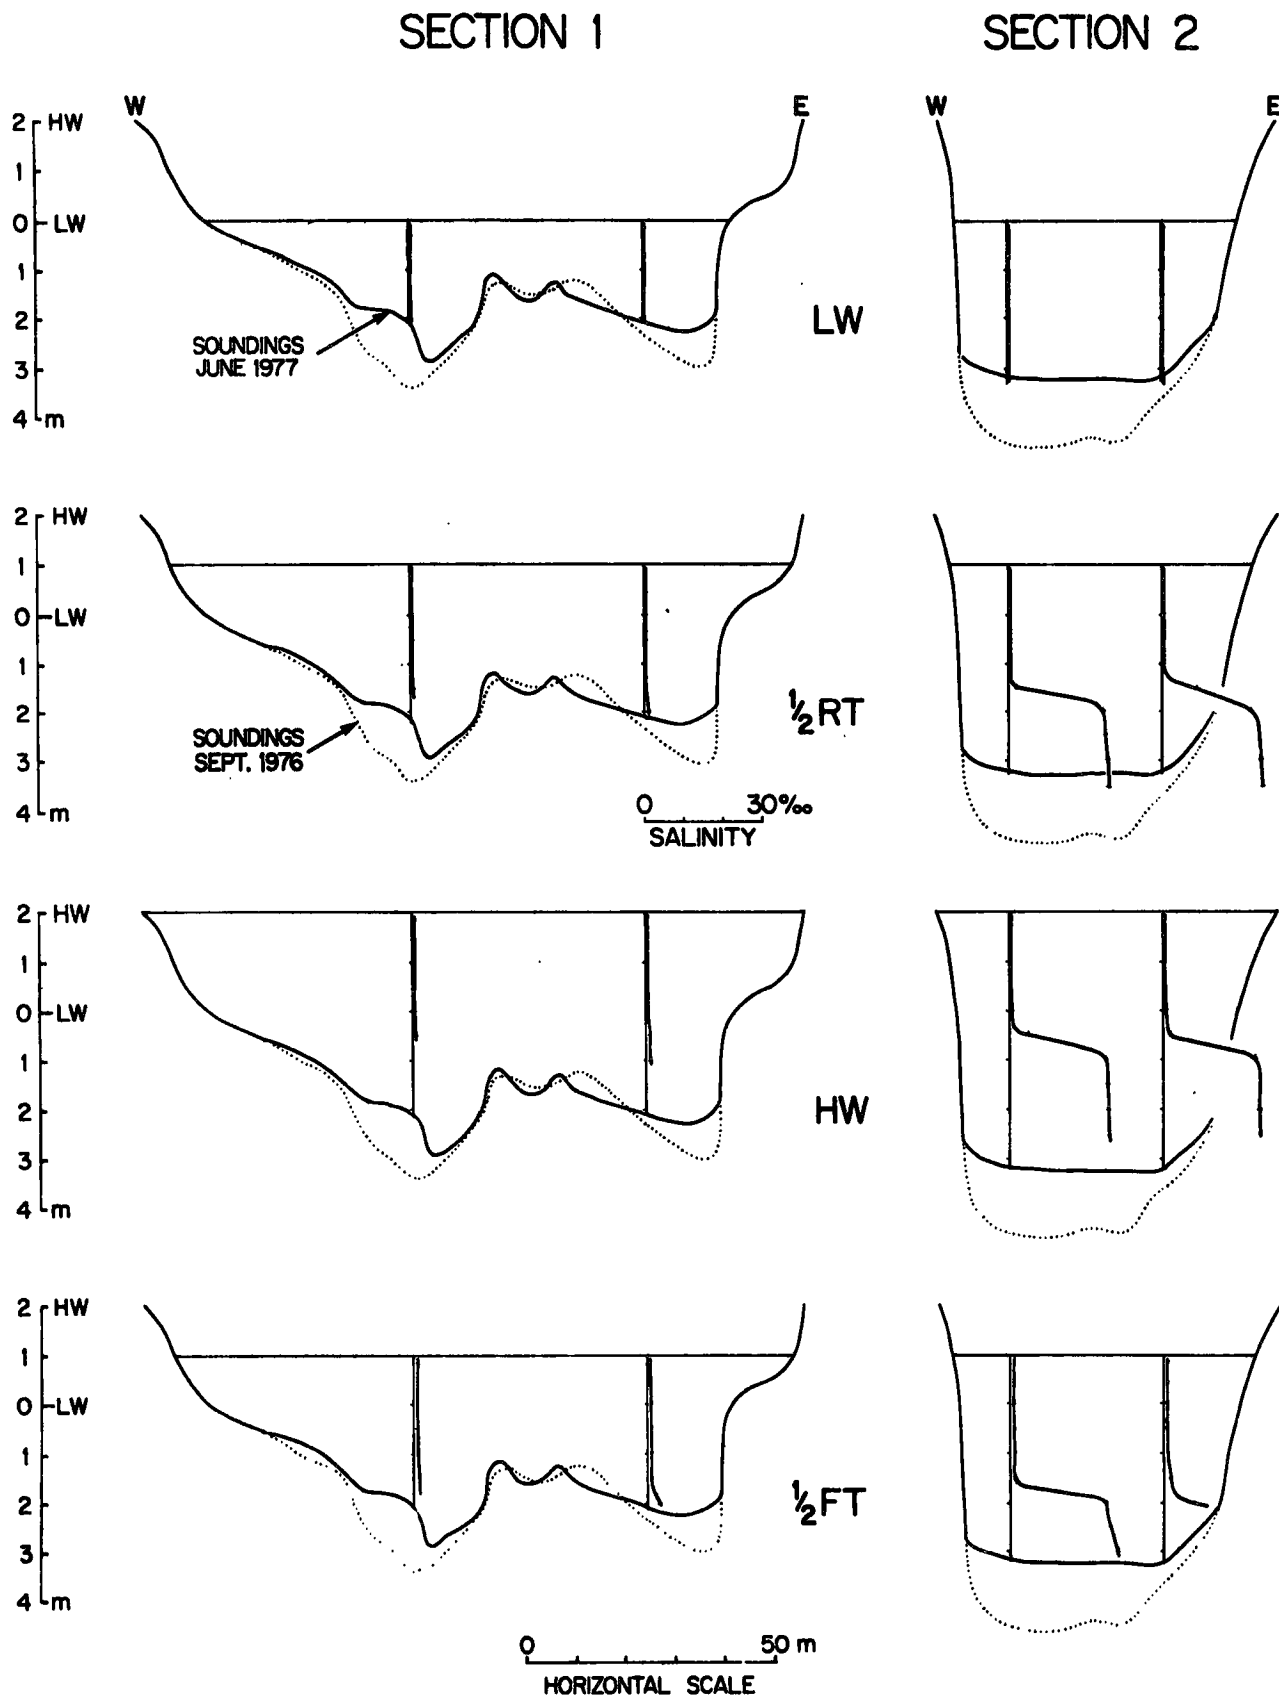 SECTION 1
SECTION 2
W
E
W
E
2 HW
1
0 LW
1
2
3
4 m
SOUNDINGS
JUNE 1977
LW
2 HW
1
0 LW
1
2
3
4 m
SOUNDINGS
SEPT. 1976
½RT
0 30‰
SALINITY
2 HW
1
0 LW
1
2
3
4 m
HW
2 HW
1
0 LW
1
2
3
4 m
½FT
0 50 m
HORIZONTAL SCALE